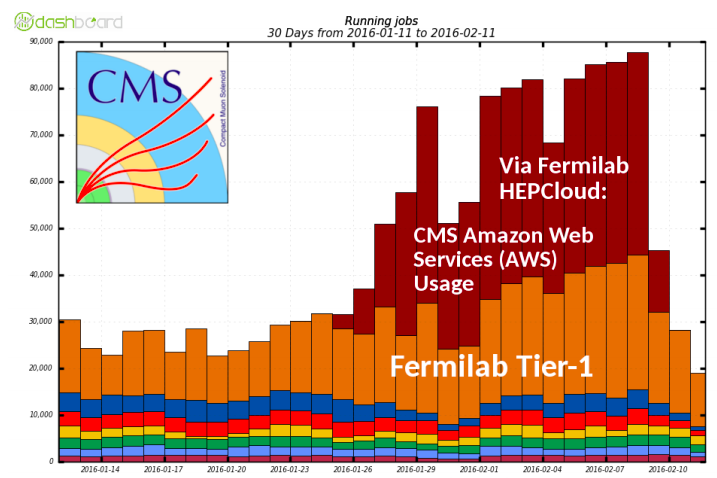 dashboard
Running jobs
30 Days from 2016-01-11 to 2016-02-11
90,000
80,000
70,000
60,000
50,000
40,000
30,000
20,000
10,000
0
CMS
Compact Muon Solenoid
Via Fermilab
HEPCloud:
CMS Amazon Web
Services (AWS)
Usage
Fermilab Tier-1
2016-01-14
2016-01-17
2016-01-20
2016-01-23
2016-01-26
2016-01-29
2016-02-01
2016-02-04
2016-02-07
2016-02-10